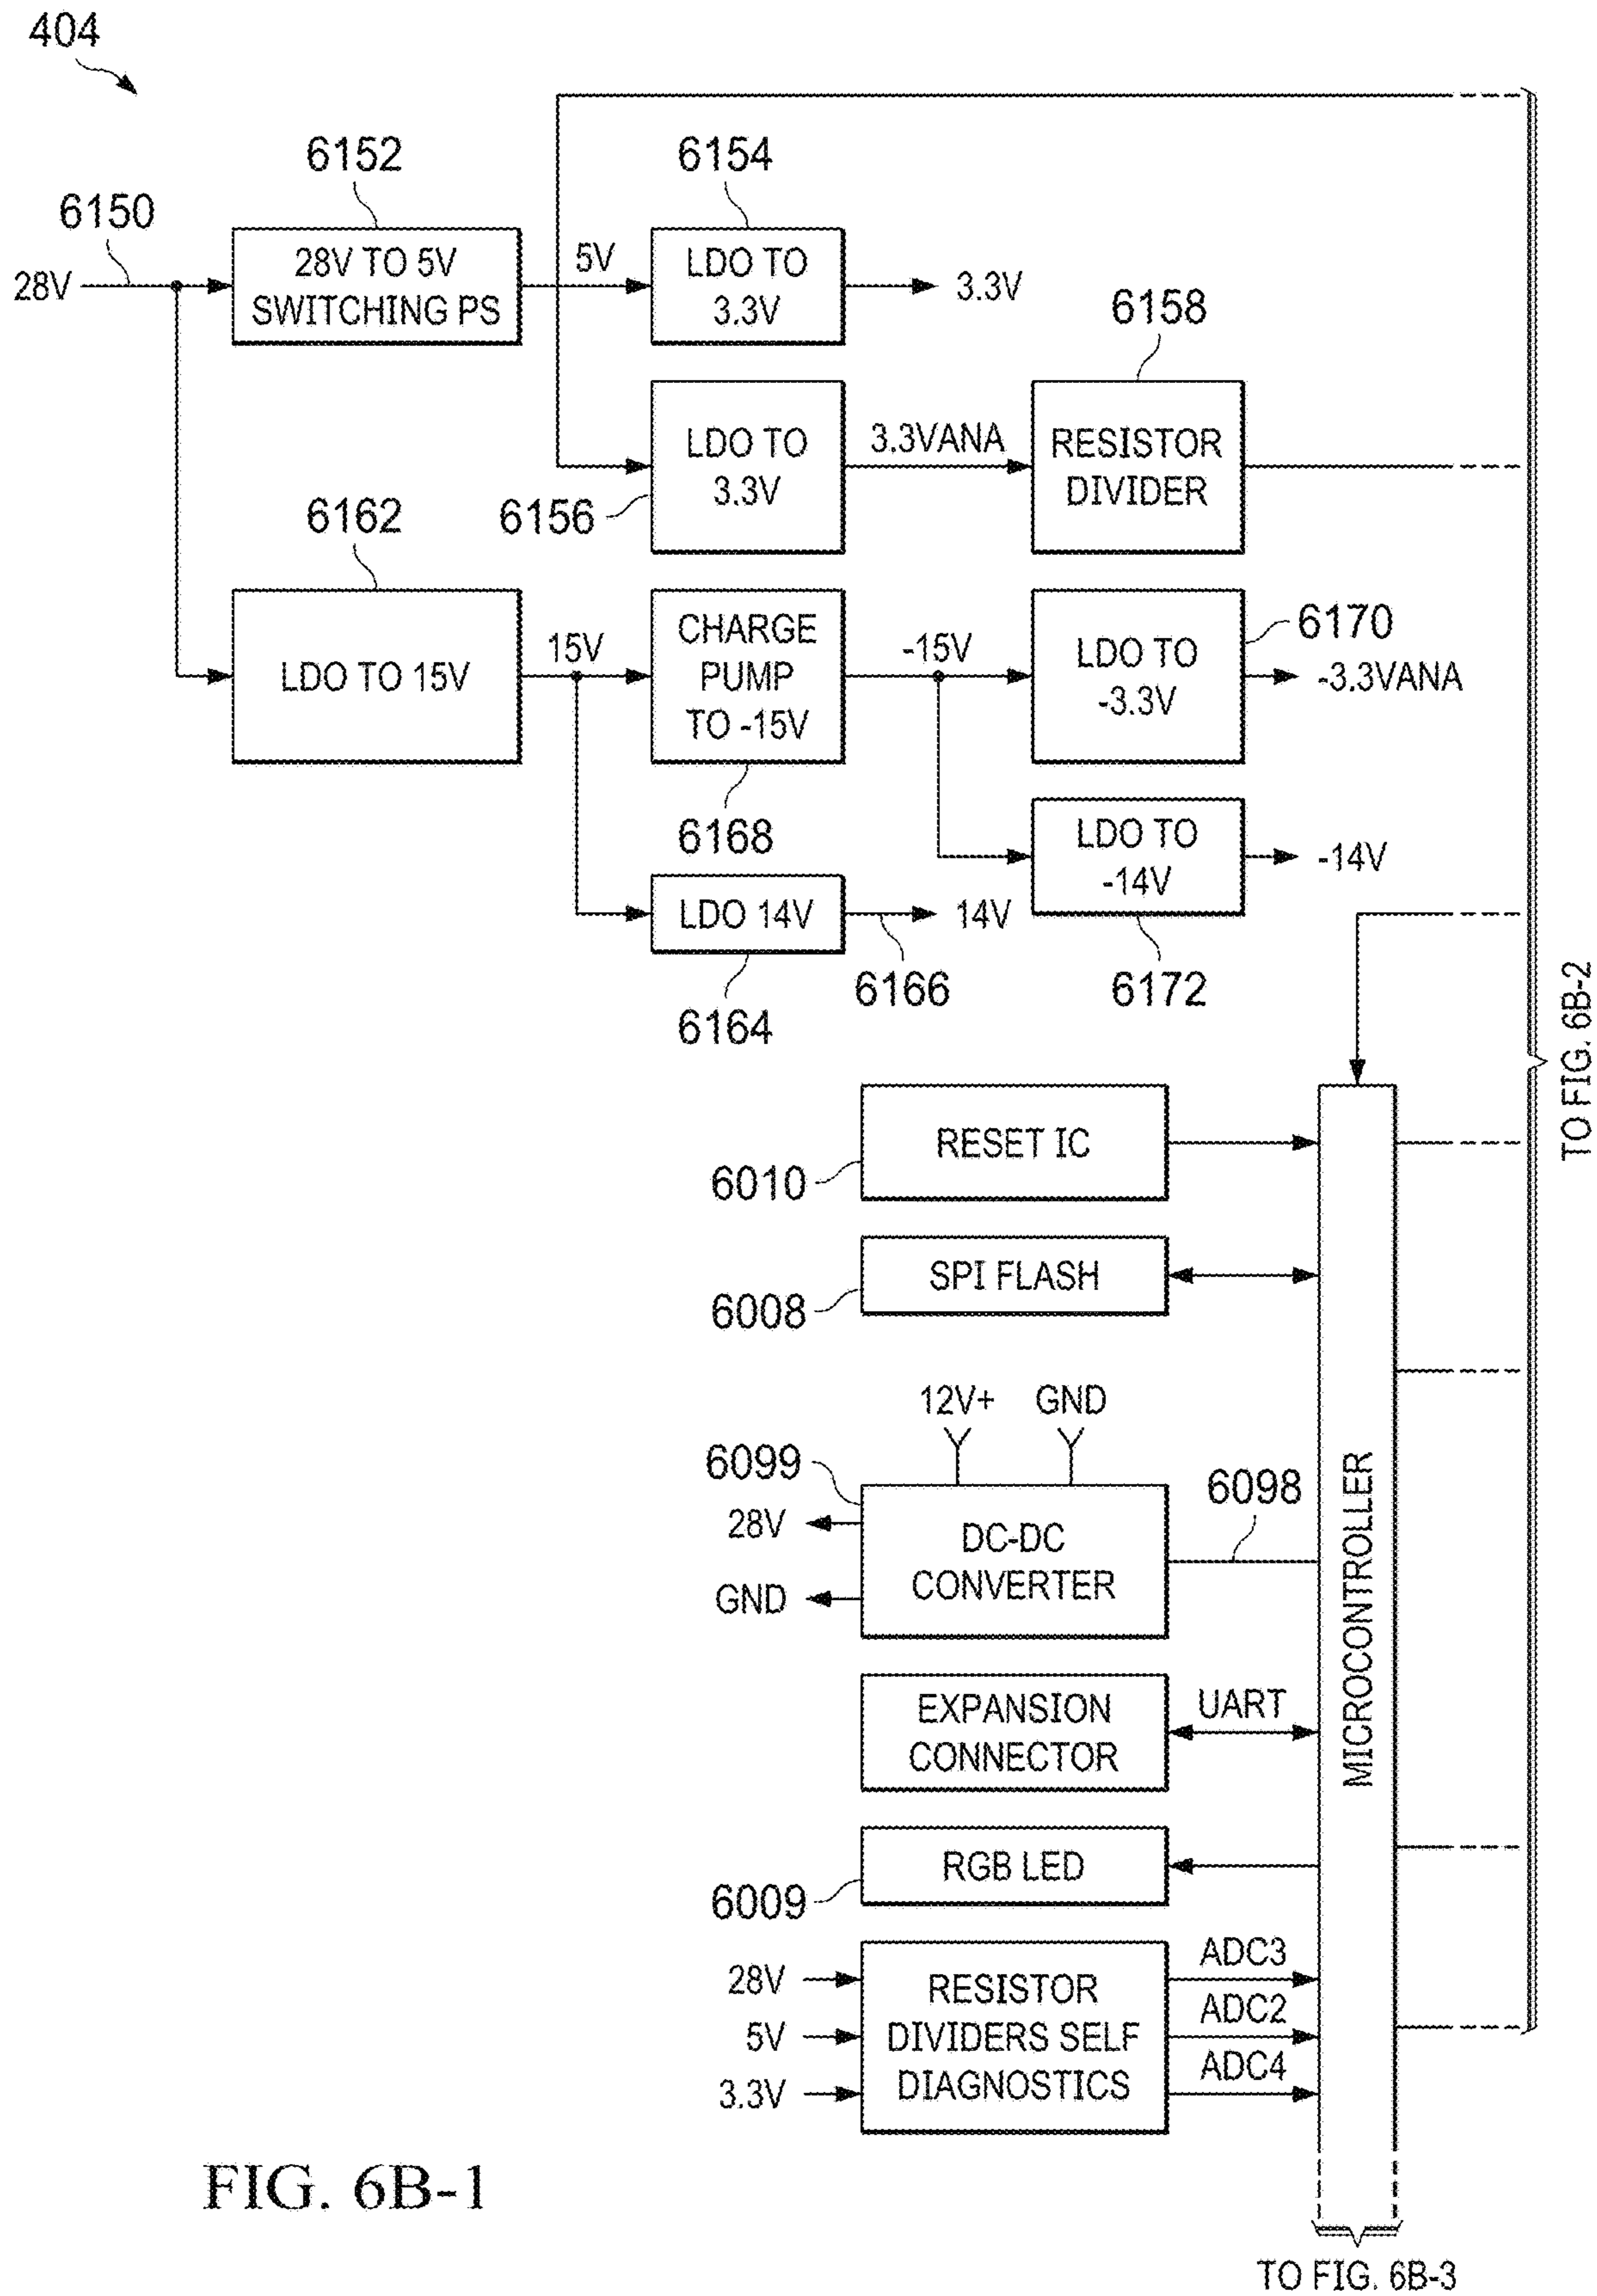 404
6152
6154
6150
28V
28V TO 5V
SWITCHING PS
5V
LDO TO
3.3V
3.3V
6158
LDO TO
3.3V
3.3VANA
RESISTOR
DIVIDER
6156
6162
LDO TO 15V
15V
CHARGE
PUMP
TO -15V
-15V
LDO TO
-3.3V
6170
-3.3VANA
6168
LDO TO
-14V
-14V
LDO 14V
14V
6164
6166
6172
TO FIG. 6B-2
RESET IC
6010
SPI FLASH
6008
12V+
GND
6099
28V
GND
DC-DC
CONVERTER
6098
MICROCONTROLLER
EXPANSION
CONNECTOR
UART
RGB LED
6009
28V
5V
3.3V
RESISTOR
DIVIDERS SELF
DIAGNOSTICS
ADC3
ADC2
ADC4
FIG. 6B-1
TO FIG. 6B-3